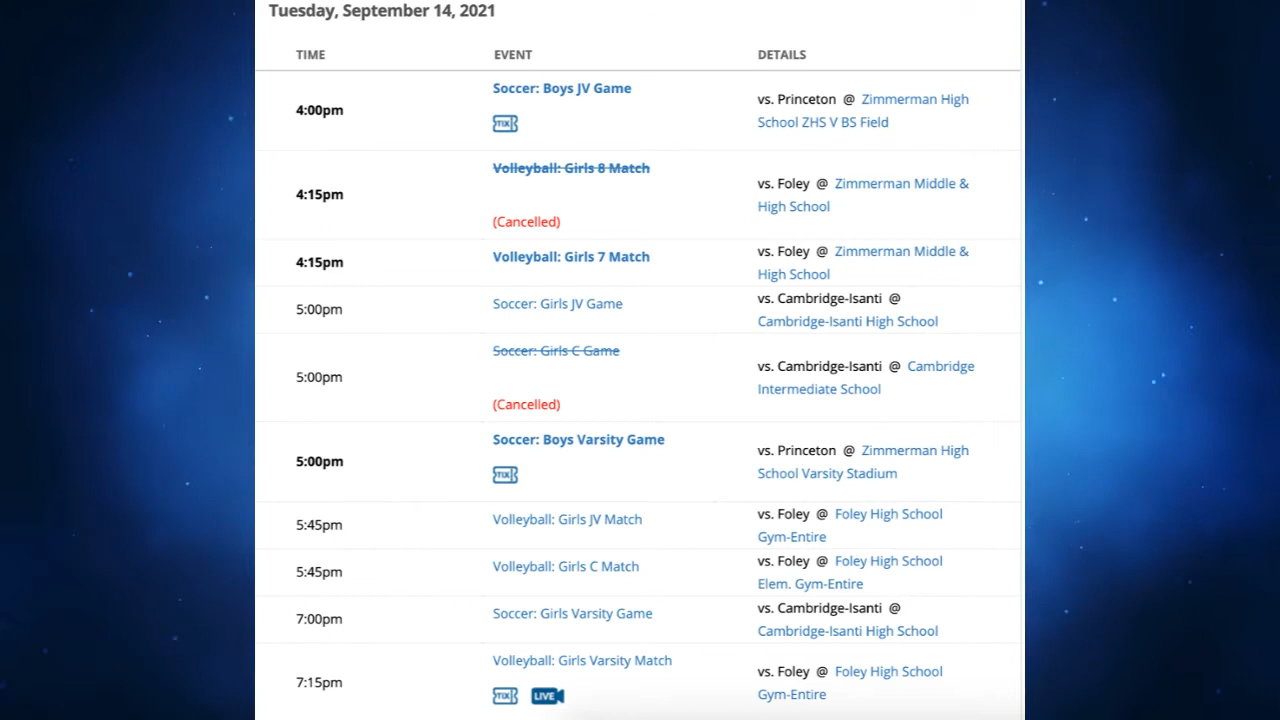 Tuesday, September 14, 2021
TIME EVENT DETAILS
4:00pm
Soccer: Boys JV Game
TIX
vs. Princeton @ Zimmerman High
School ZHS V BS Field
4:15pm
Volleyball: Girls 8 Match
(Cancelled)
vs. Foley @ Zimmerman Middle &
High School
4:15pm
Volleyball: Girls 7 Match
vs. Foley @ Zimmerman Middle &
High School
5:00pm
Soccer: Girls JV Game
vs. Cambridge-Isanti @
Cambridge-Isanti High School
5:00pm
Soccer: Girls C Game
(Cancelled)
vs. Cambridge-Isanti @ Cambridge
Intermediate School
5:00pm
Soccer: Boys Varsity Game
TIX
vs. Princeton @ Zimmerman High
School Varsity Stadium
5:45pm
Volleyball: Girls JV Match
vs. Foley @ Foley High School
Gym-Entire
5:45pm
Volleyball: Girls C Match
vs. Foley @ Foley High School
Elem. Gym-Entire
7:00pm
Soccer: Girls Varsity Game
vs. Cambridge-Isanti @
Cambridge-Isanti High School
7:15pm
Volleyball: Girls Varsity Match
TIX LIVE
vs. Foley @ Foley High School
Gym-Entire